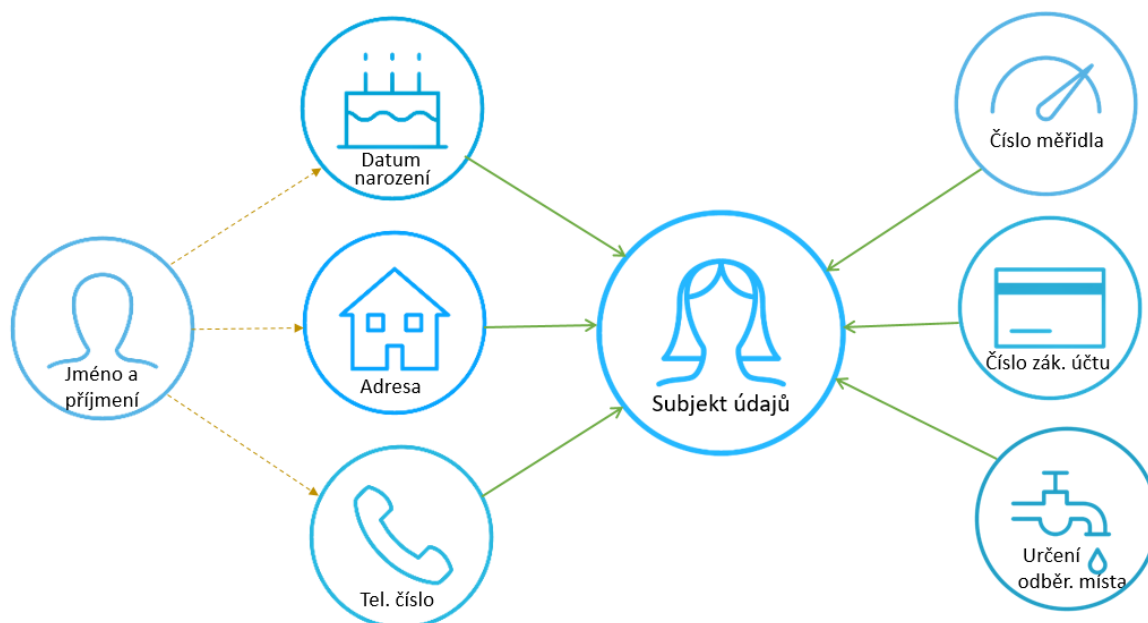 Datum
narození
Číslo měřidla
Jméno a
příjmení
Adresa
Subjekt údajů
Číslo zák. účtu
Tel. číslo
Určení
odběr. místa